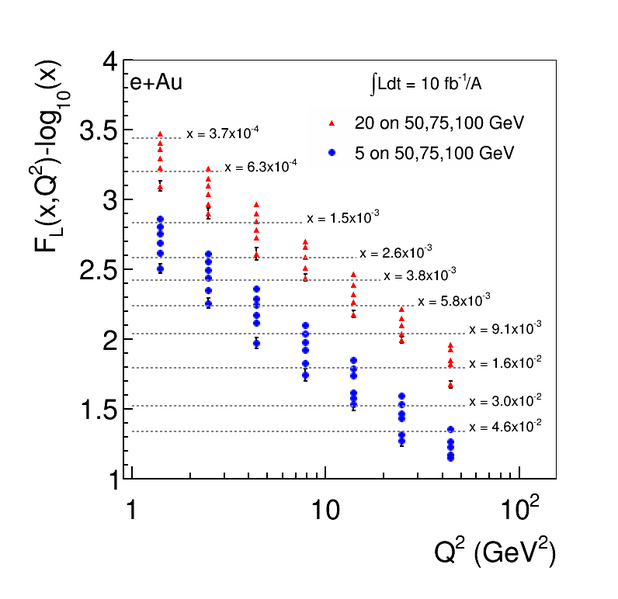 4
3.5
3
2.5
2
1.5
1
F_L(x,Q²)-log₁₀(x)
e+Au
∫Ldt = 10 fb⁻¹/A
20 on 50,75,100 GeV
5 on 50,75,100 GeV
x = 3.7x10⁻⁴
x = 6.3x10⁻⁴
x = 1.5x10⁻³
x = 2.6x10⁻³
x = 3.8x10⁻³
x = 5.8x10⁻³
x = 9.1x10⁻³
x = 1.6x10⁻²
x = 3.0x10⁻²
x = 4.6x10⁻²
1 10 10²
Q² (GeV²)